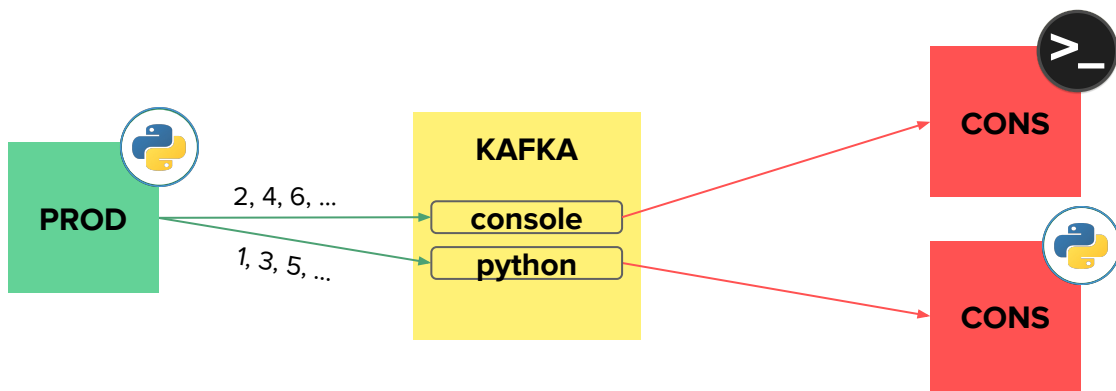 PROD
2, 4, 6, ...
1, 3, 5, ...
KAFKA
console
python
>_
CONS
CONS